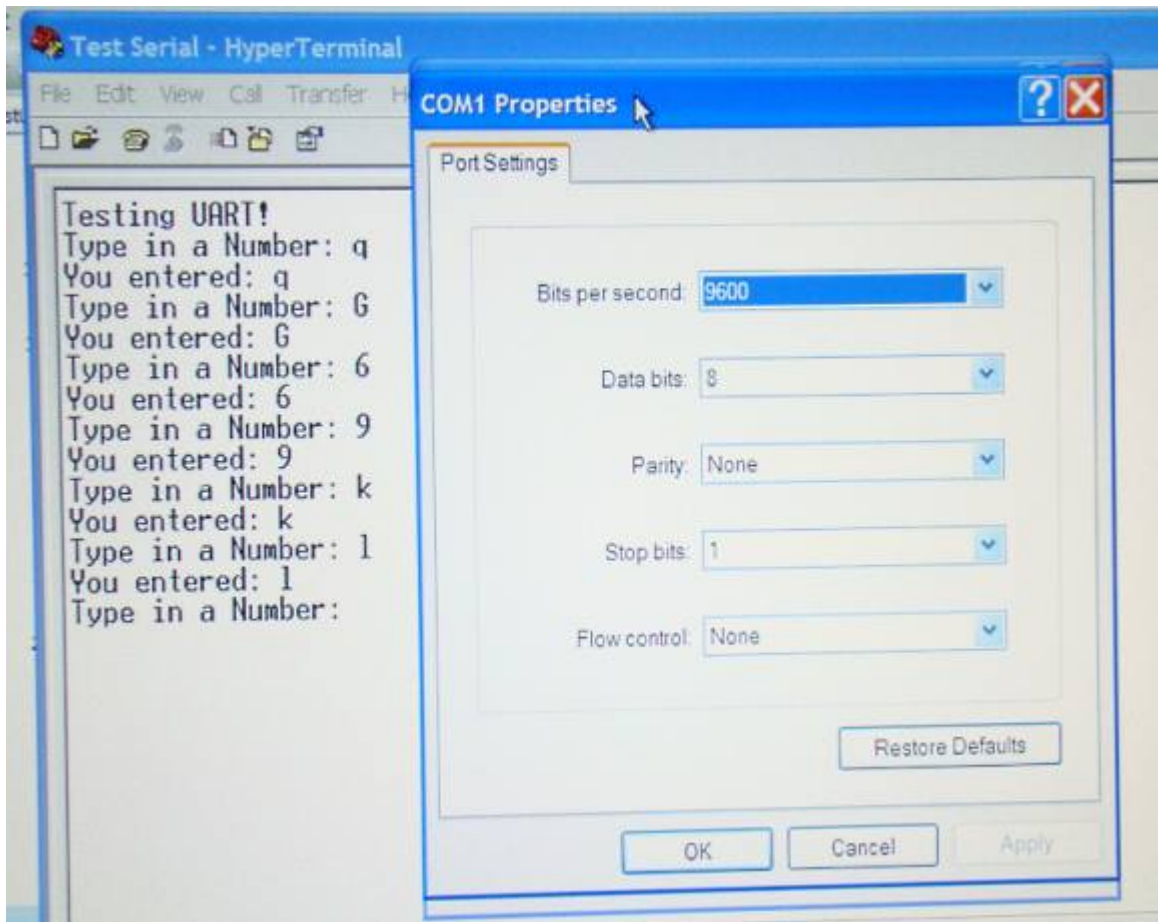 Test Serial - HyperTerminal
File Edit View Call Transfer
Testing UART!
Type in a Number: q
You entered: q
Type in a Number: G
You entered: G
Type in a Number: 6
You entered: 6
Type in a Number: 9
You entered: 9
Type in a Number: k
You entered: k
Type in a Number: l
You entered: l
Type in a Number:
COM1 Properties
Port Settings
Bits per second: 9600
Data bits: 8
Parity: None
Stop bits: 1
Flow control: None
Restore Defaults
OK Cancel Apply